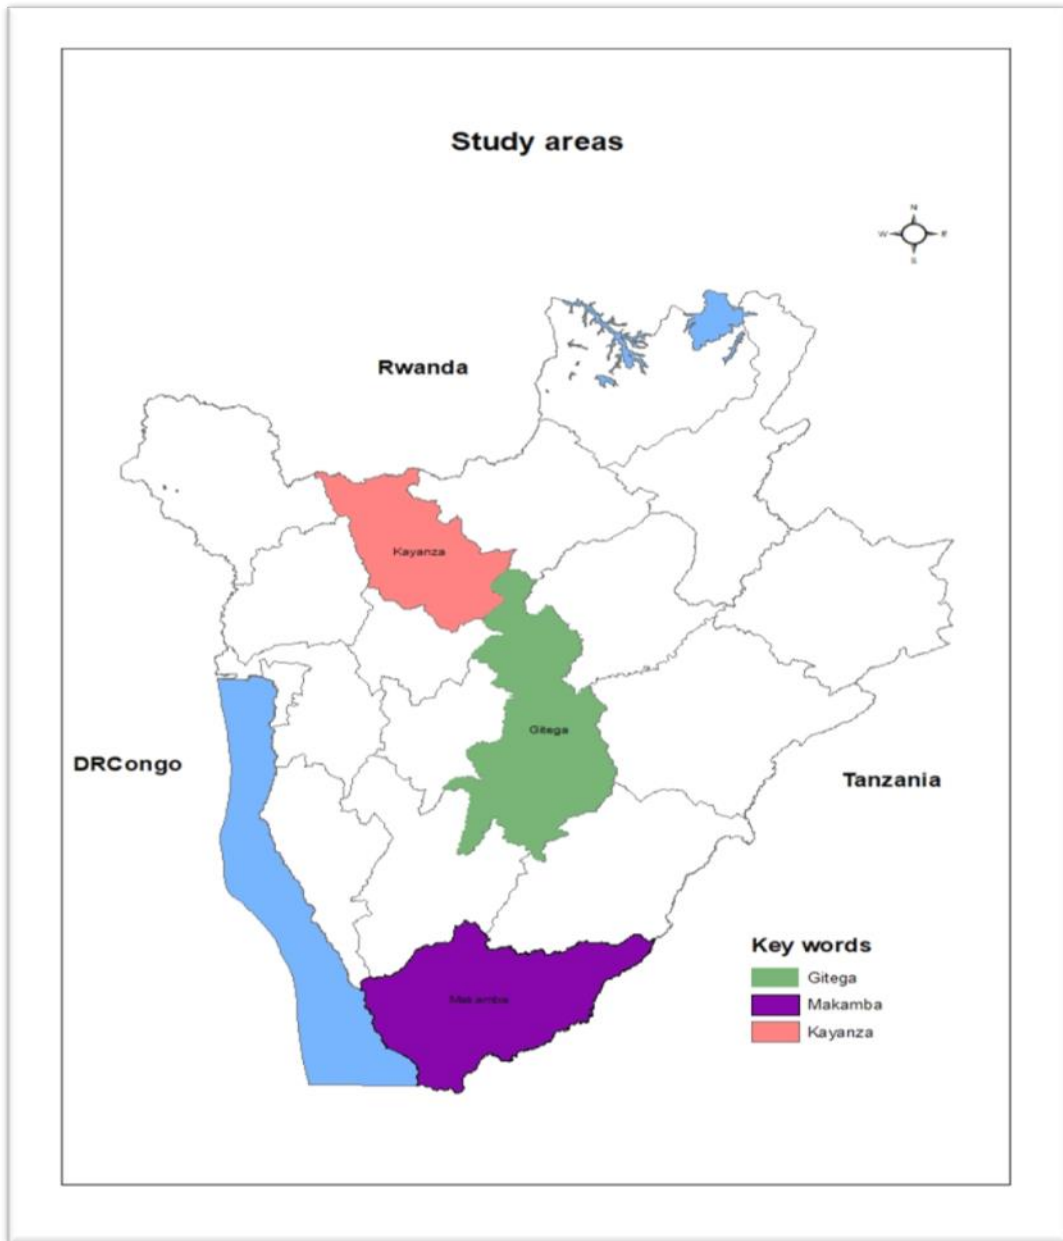 Study areas
N
W E
S
Rwanda
Kayanza
Gitega
DRCongo
Tanzania
Makamba
Key words
Gitega
Makamba
Kayanza